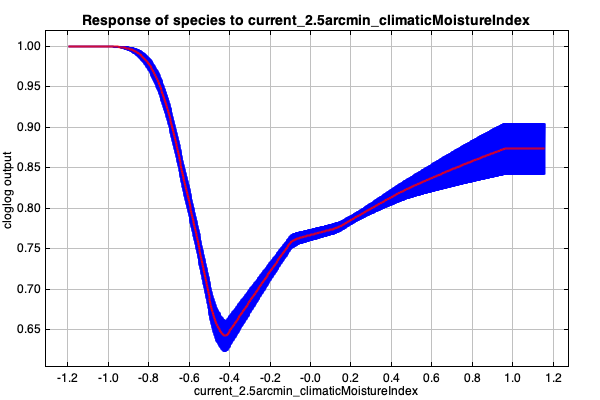 Response of species to current_2.5arcmin_climaticMoistureIndex
1.00
0.95
0.90
0.85
0.80
0.75
0.70
0.65
cloglog output
-1.2 -1.0 -0.8 -0.6 -0.4 -0.2 -0.0 0.2 0.4 0.6 0.8 1.0 1.2
current_2.5arcmin_climaticMoistureIndex